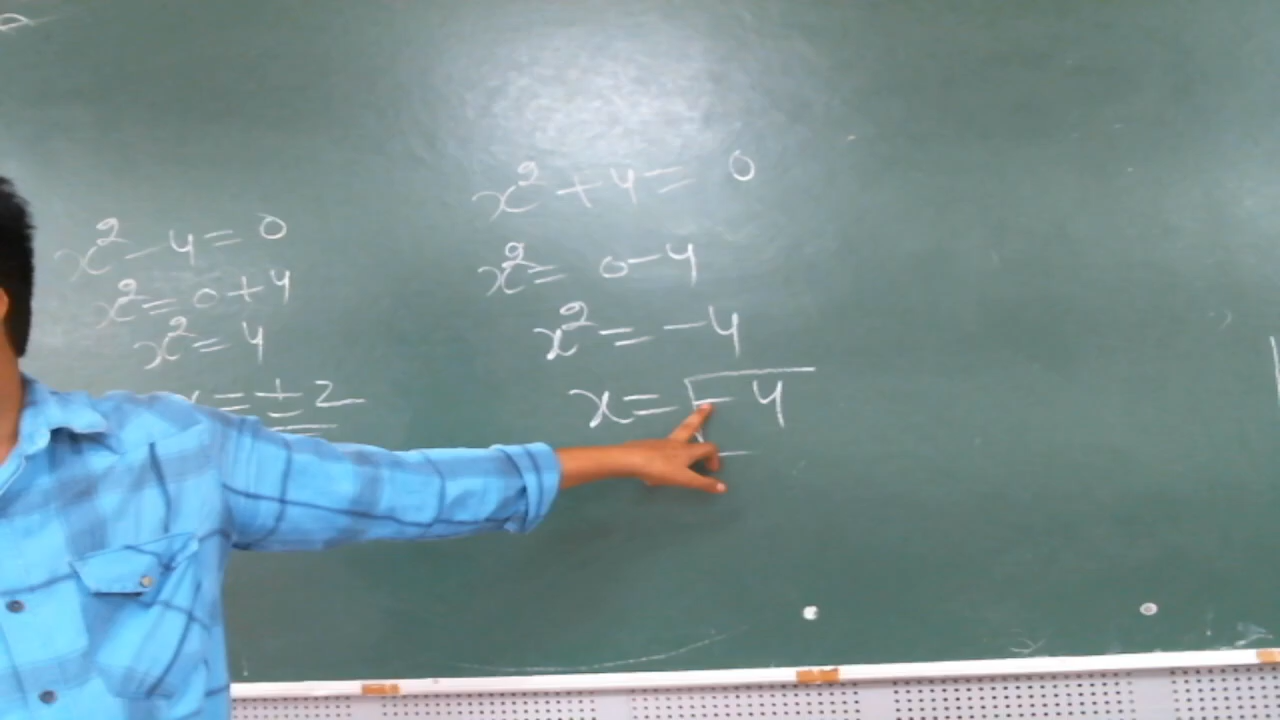 x² - 4 = 0
x² = 0 + 4
x² = 4
x = ± 2
x² + 4 = 0
x² = 0 - 4
x² = - 4
x = √- 4